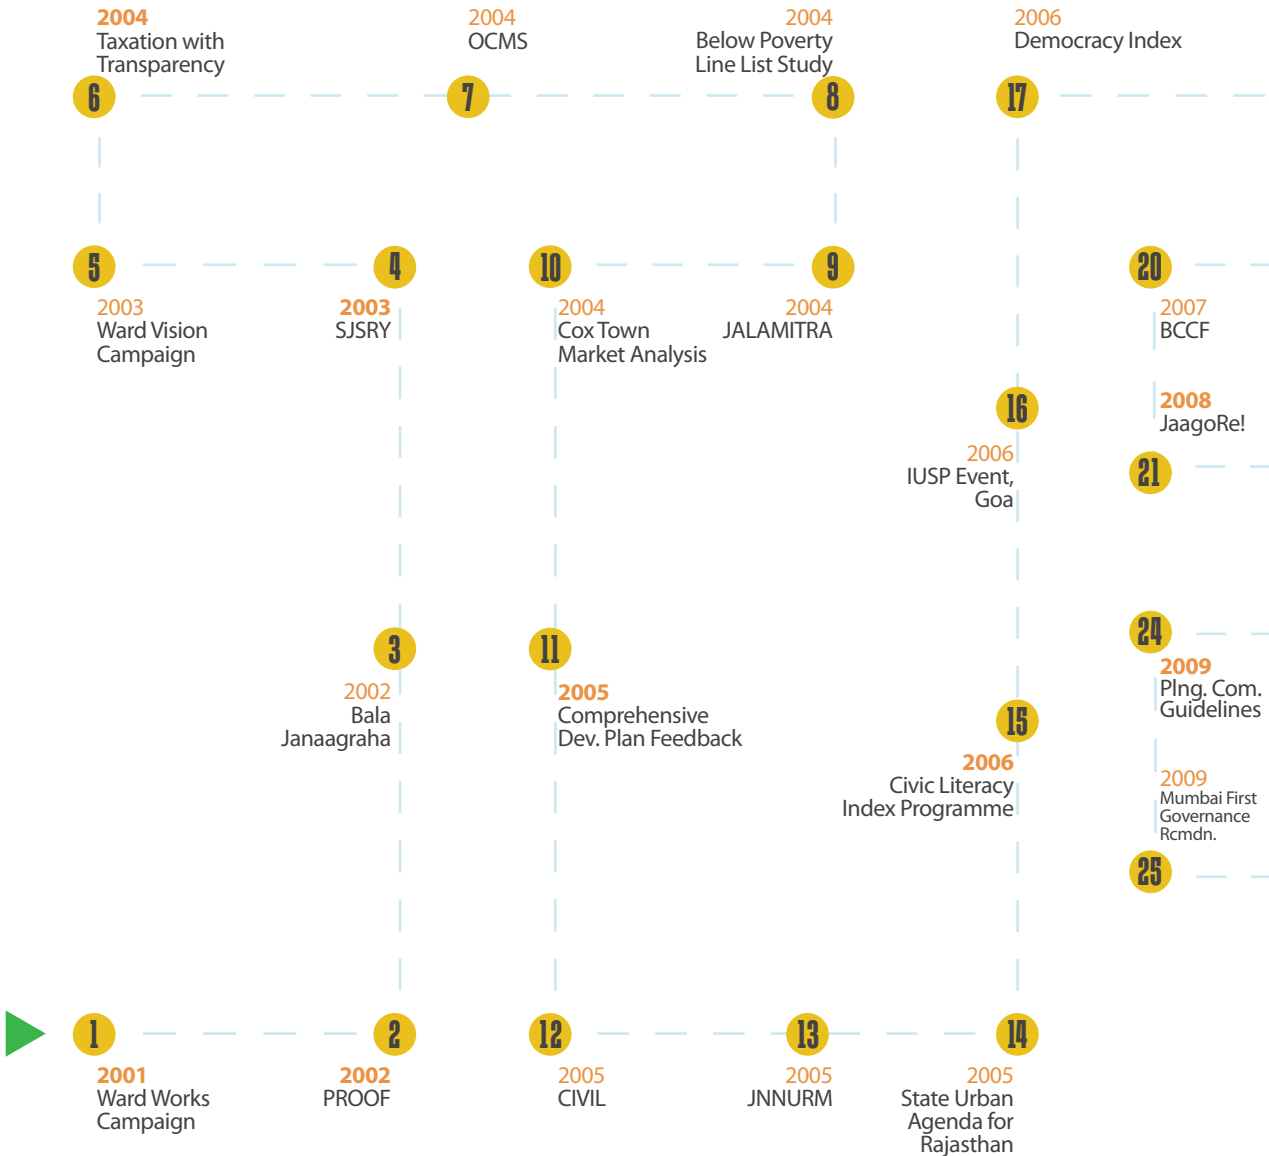 2004
Taxation with
Transparency
6
2004
OCMS
7
2004
Below Poverty
Line List Study
8
2006
Democracy Index
17
5
2003
Ward Vision
Campaign
4
2003
SJSRY
10
2004
Cox Town
Market Analysis
9
2004
JALAMITRA
20
2007
BCCF
16
2006
IUSP Event,
Goa
2008
JaagoRe!
21
3
2002
Bala
Janaagraha
11
2005
Comprehensive
Dev. Plan Feedback
15
2006
Civic Literacy
Index Programme
24
2009
Plng. Com.
Guidelines
2009
Mumbai First
Governance
Rcmdn.
25
1
2001
Ward Works
Campaign
2
2002
PROOF
12
2005
CIVIL
13
2005
JNNURM
14
2005
State Urban
Agenda for
Rajasthan